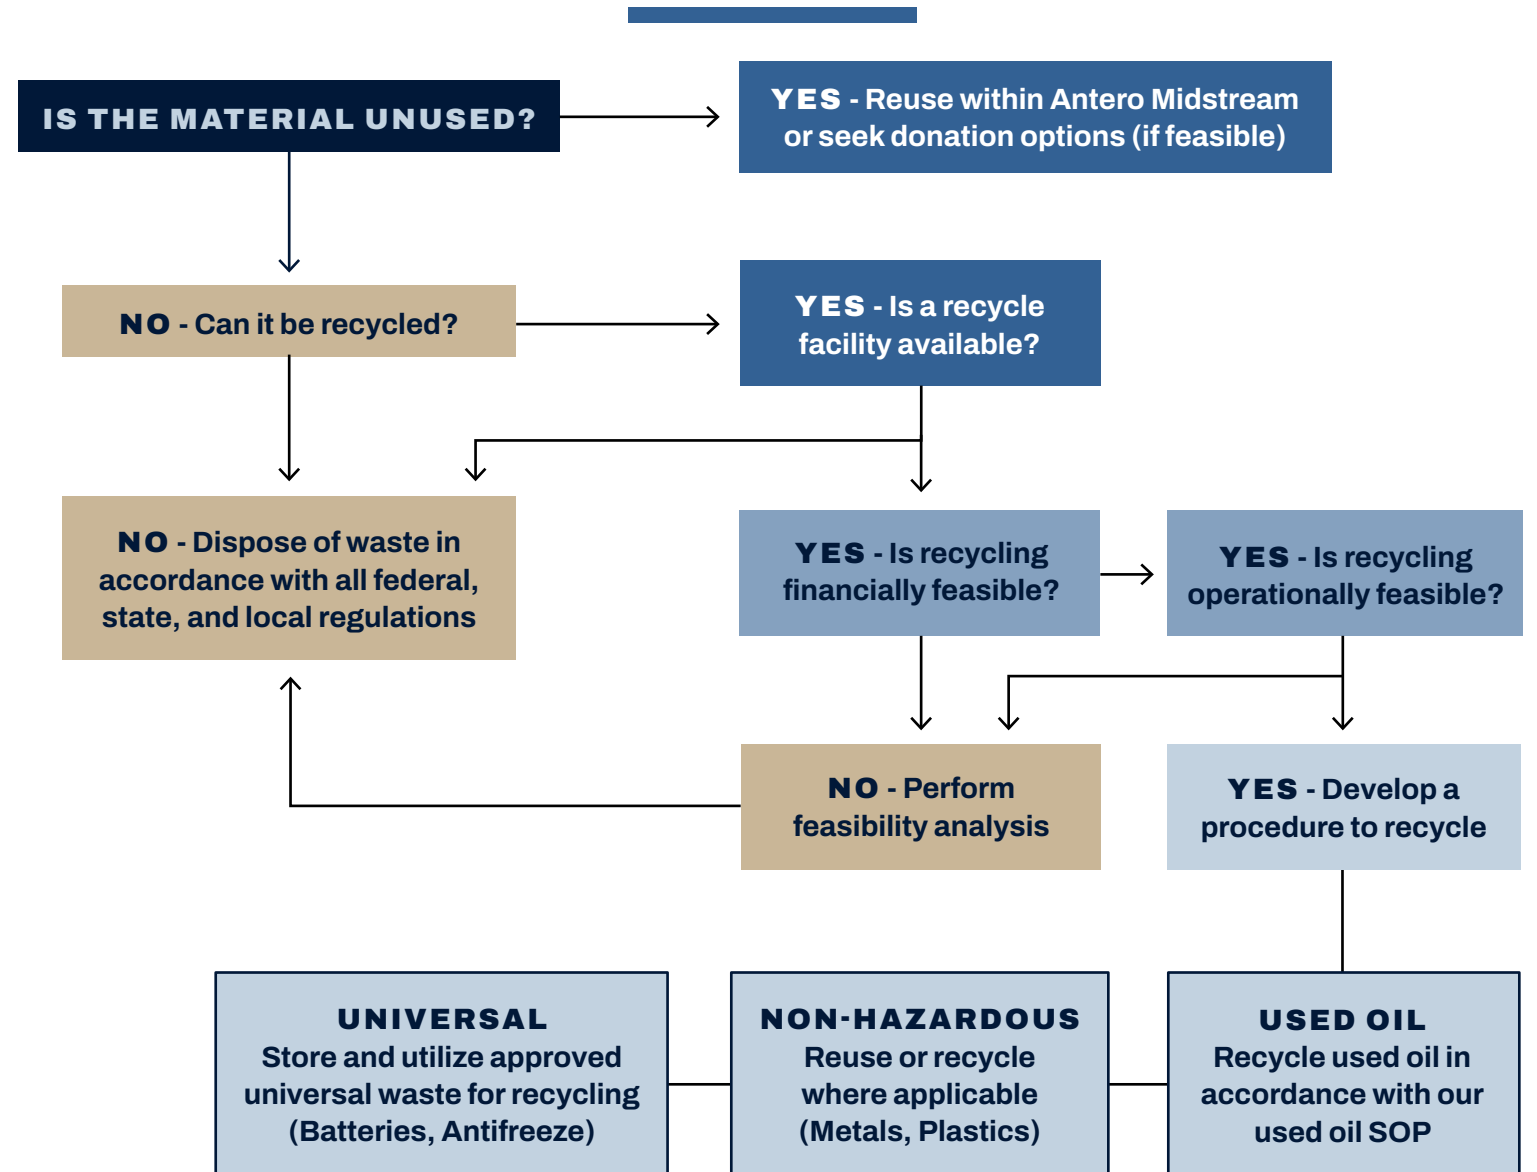 IS THE MATERIAL UNUSED?
YES - Reuse within Antero Midstream
or seek donation options (if feasible)
NO - Can it be recycled?
YES - Is a recycle
facility available?
NO - Dispose of waste in
accordance with all federal,
state, and local regulations
YES - Is recycling
financially feasible?
YES - Is recycling
operationally feasible?
NO - Perform
feasibility analysis
YES - Develop a
procedure to recycle
UNIVERSAL
Store and utilize approved
universal waste for recycling
(Batteries, Antifreeze)
NON-HAZARDOUS
Reuse or recycle
where applicable
(Metals, Plastics)
USED OIL
Recycle used oil in
accordance with our
used oil SOP